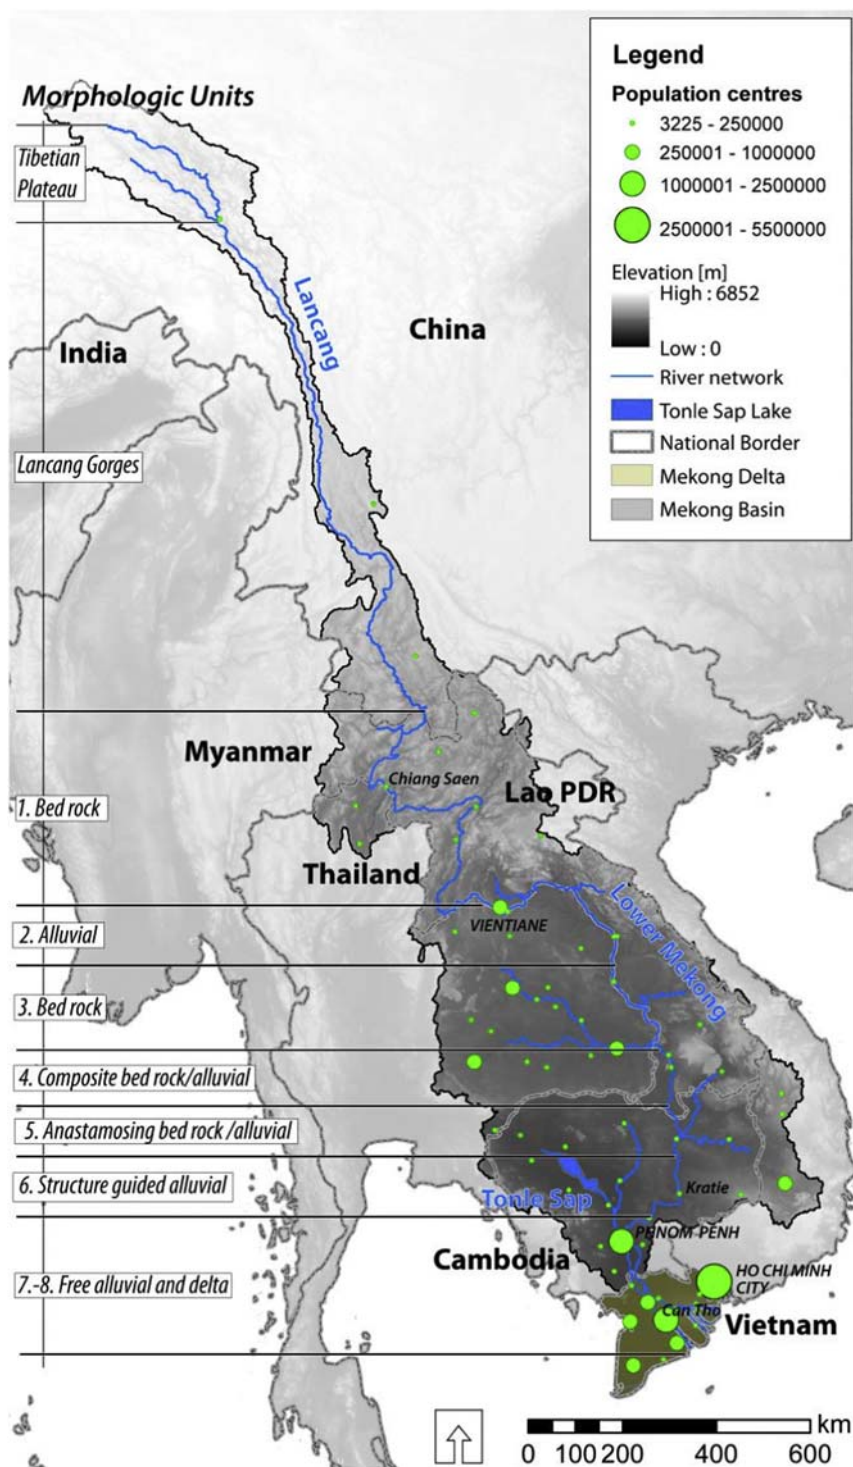 Morphologic Units
Tibetian
Plateau
Lancang
China
India
Lancang Gorges
Myanmar
Chiang Saen
Lao PDR
1. Bed rock
Thailand
Lower Mekong
VIENTIANE
2. Alluvial
3. Bed rock
4. Composite bed rock/alluvial
5. Anastamosing bed rock /alluvial
6. Structure guided alluvial
Tonle Sap
Kratie
PHNOM PENH
Cambodia
7.-8. Free alluvial and delta
HO CHI MINH
CITY
Can Tho
Vietnam
Legend
Population centres
3225 - 250000
250001 - 1000000
1000001 - 2500000
2500001 - 5500000
Elevation [m]
High : 6852
Low : 0
River network
Tonle Sap Lake
National Border
Mekong Delta
Mekong Basin
km
0 100 200 400 600